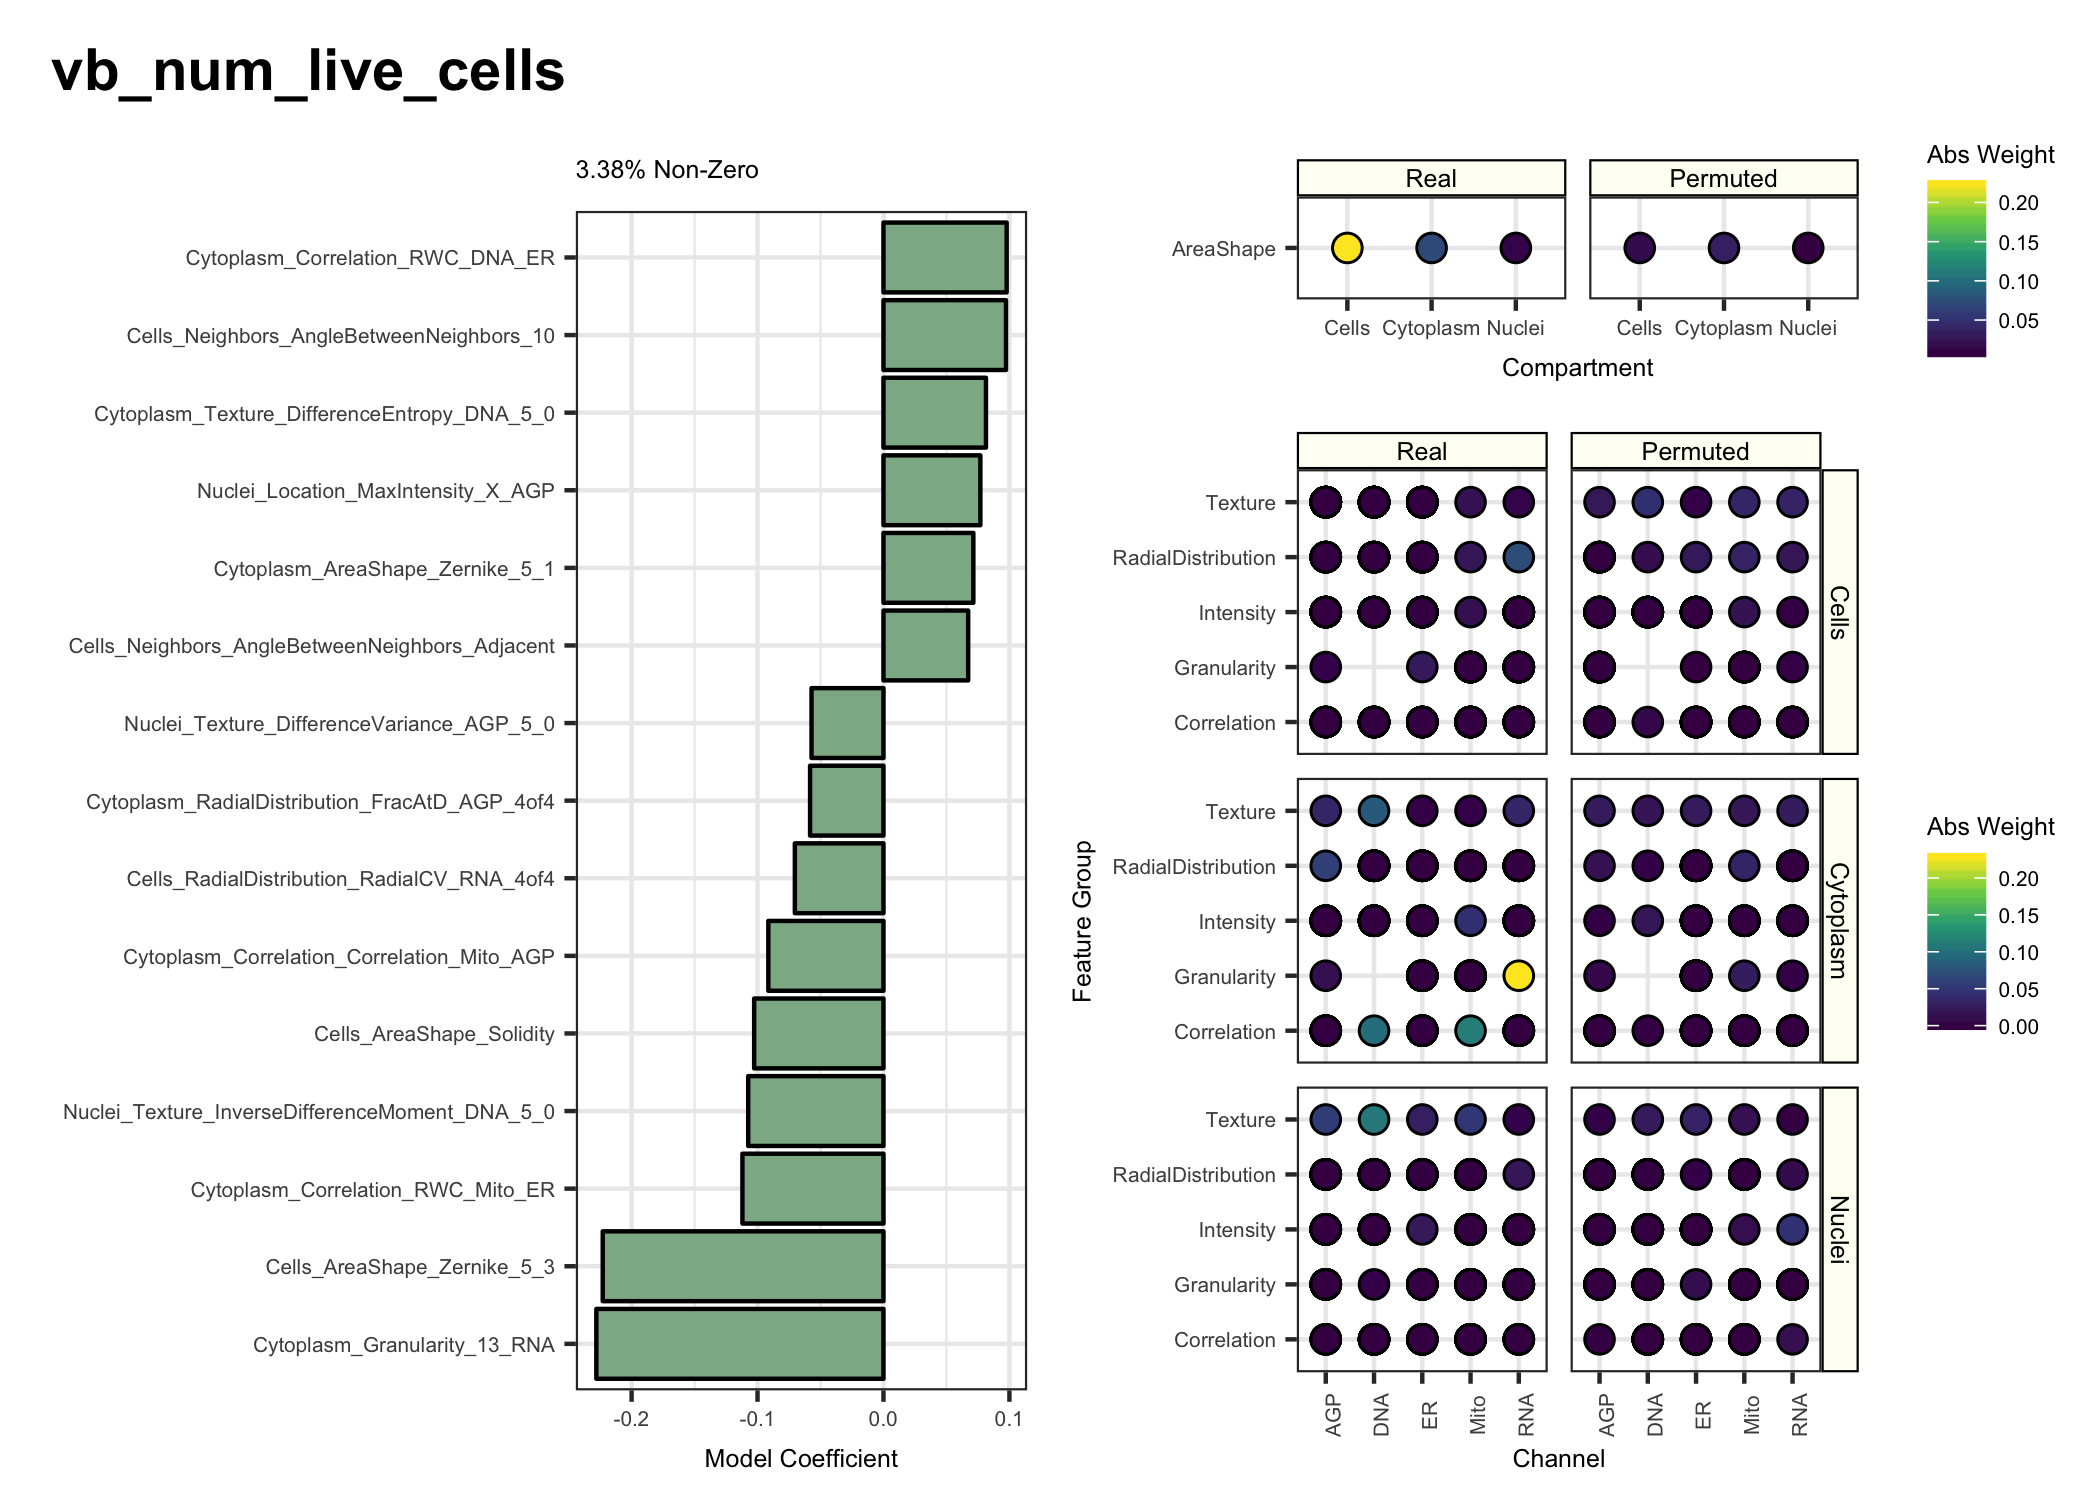 vb_num_live_cells
3.38% Non-Zero
Cytoplasm_Correlation_RWC_DNA_ER
Cells_Neighbors_AngleBetweenNeighbors_10
Cytoplasm_Texture_DifferenceEntropy_DNA_5_0
Nuclei_Location_MaxIntensity_X_AGP
Cytoplasm_AreaShape_Zernike_5_1
Cells_Neighbors_AngleBetweenNeighbors_Adjacent
Nuclei_Texture_DifferenceVariance_AGP_5_0
Cytoplasm_RadialDistribution_FracAtD_AGP_4of4
Cells_RadialDistribution_RadialCV_RNA_4of4
Cytoplasm_Correlation_Correlation_Mito_AGP
Cells_AreaShape_Solidity
Nuclei_Texture_InverseDifferenceMoment_DNA_5_0
Cytoplasm_Correlation_RWC_Mito_ER
Cells_AreaShape_Zernike_5_3
Cytoplasm_Granularity_13_RNA
-0.2 -0.1 0.0 0.1
Model Coefficient
Real Permuted
AreaShape
Cells Cytoplasm Nuclei Cells Cytoplasm Nuclei
Compartment
Abs Weight
0.20
0.15
0.10
0.05
Real Permuted
Feature Group
Texture
RadialDistribution
Intensity
Granularity
Correlation
Cells
Texture
RadialDistribution
Intensity
Granularity
Correlation
Cytoplasm
Texture
RadialDistribution
Intensity
Granularity
Correlation
Nuclei
AGP DNA ER Mito RNA AGP DNA ER Mito RNA
Channel
Abs Weight
0.20
0.15
0.10
0.05
0.00